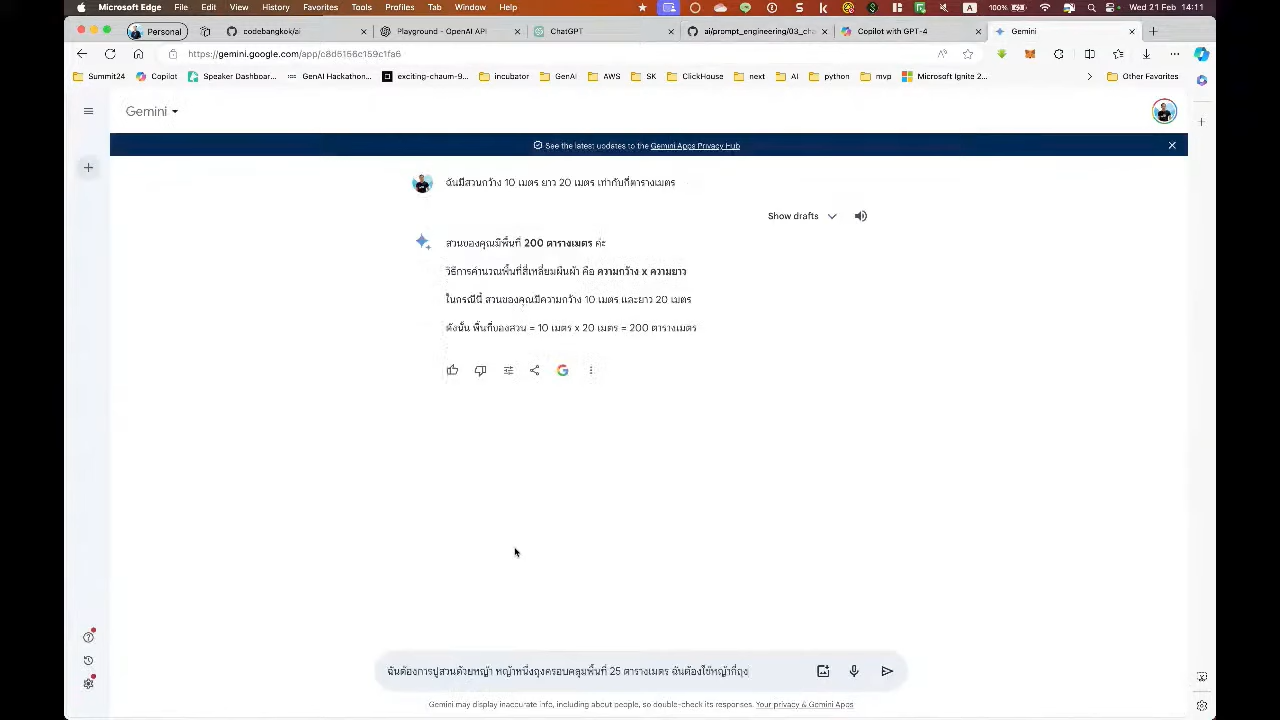 Microsoft Edge File Edit View History Favorites Tools Profiles Tab Window Help 100% Wed 21 Feb 14:11
Personal codebangkok/ai Playground - OpenAI API ChatGPT ai/prompt_engineering/03_cha Copilot with GPT-4 Gemini
https://gemini.google.com/app/c8d6156e159c1fa6
Summit24 Copilot Speaker Dashboar... GenAI Hackathon... exciting-chaum-9... incubator GenAI AWS SK ClickHouse next AI python mvp Microsoft Ignite 2... Other Favorites
Gemini
See the latest updates to the Gemini Apps Privacy Hub
ฉันมีสวนกว้าง 10 เมตร ยาว 20 เมตร เท่ากับกี่ตารางเมตร
Show drafts
สวนของคุณมีพื้นที่ 200 ตารางเมตร ค่ะ
วิธีการคำนวณพื้นที่สี่เหลี่ยมผืนผ้า คือ ความกว้าง x ความยาว
ในกรณีนี้ สวนของคุณมีความกว้าง 10 เมตร และยาว 20 เมตร
ดังนั้น พื้นที่ของสวน = 10 เมตร x 20 เมตร = 200 ตารางเมตร
ฉันต้องการปูสวนด้วยหญ้า หญ้าหนึ่งถุงครอบคลุมพื้นที่ 25 ตารางเมตร ฉันต้องใช้หญ้ากี่ถุง
Gemini may display inaccurate info, including about people, so double-check its responses. Your privacy & Gemini Apps